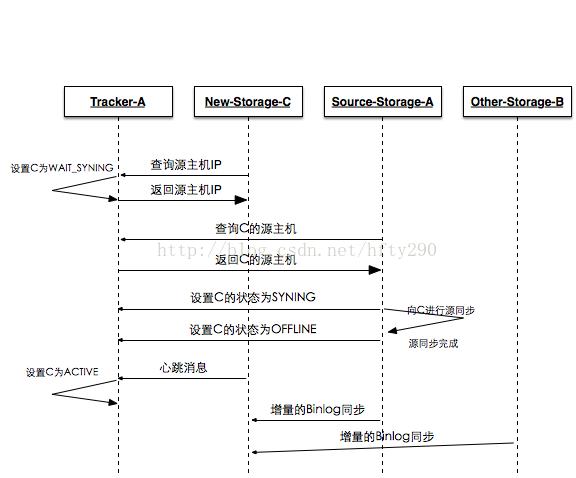 Tracker-A
New-Storage-C
Source-Storage-A
Other-Storage-B
查询源主机IP
设置C为WAIT_SYNING
返回源主机IP
查询C的源主机
http://blog.csdn.net/hfty290
返回C的源主机
设置C的状态为SYNING
向C进行源同步
设置C的状态为OFFLINE
源同步完成
心跳消息
设置C为ACTIVE
增量的Binlog同步
增量的Binlog同步